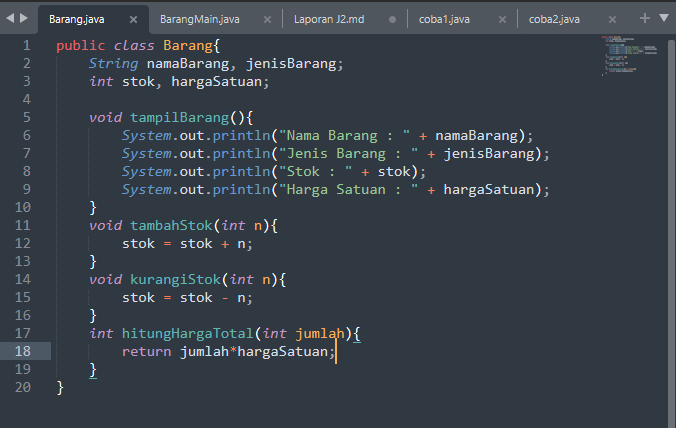 Barang.java BarangMain.java Laporan J2.md coba1.java coba2.java
1 public class Barang{
2     String namaBarang, jenisBarang;
3     int stok, hargaSatuan;
4
5     void tampilBarang(){
6         System.out.println("Nama Barang : " + namaBarang);
7         System.out.println("Jenis Barang : " + jenisBarang);
8         System.out.println("Stok : " + stok);
9         System.out.println("Harga Satuan : " + hargaSatuan);
10     }
11     void tambahStok(int n){
12         stok = stok + n;
13     }
14     void kurangiStok(int n){
15         stok = stok - n;
16     }
17     int hitungHargaTotal(int jumlah){
18         return jumlah*hargaSatuan;
19     }
20 }